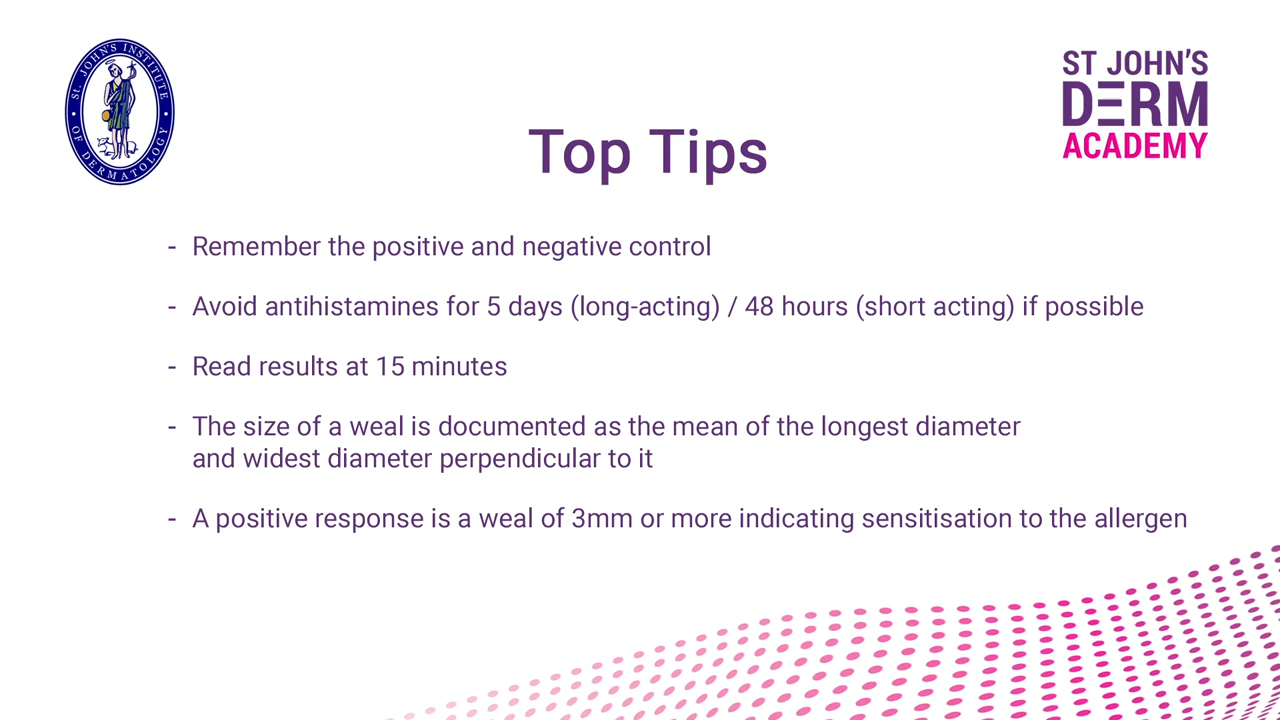 St. JOHN'S INSTITUTE
OF DERMATOLOGY
ST JOHN'S
DERM
ACADEMY
Top Tips
- Remember the positive and negative control
- Avoid antihistamines for 5 days (long-acting) / 48 hours (short acting) if possible
- Read results at 15 minutes
- The size of a weal is documented as the mean of the longest diameter
and widest diameter perpendicular to it
- A positive response is a weal of 3mm or more indicating sensitisation to the allergen